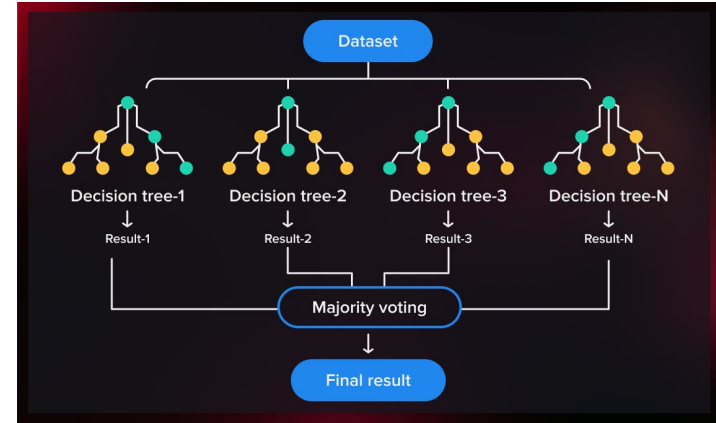 Dataset
Decision tree-1
Decision tree-2
Decision tree-3
Decision tree-N
Result-1
Result-2
Result-3
Result-N
Majority voting
Final result